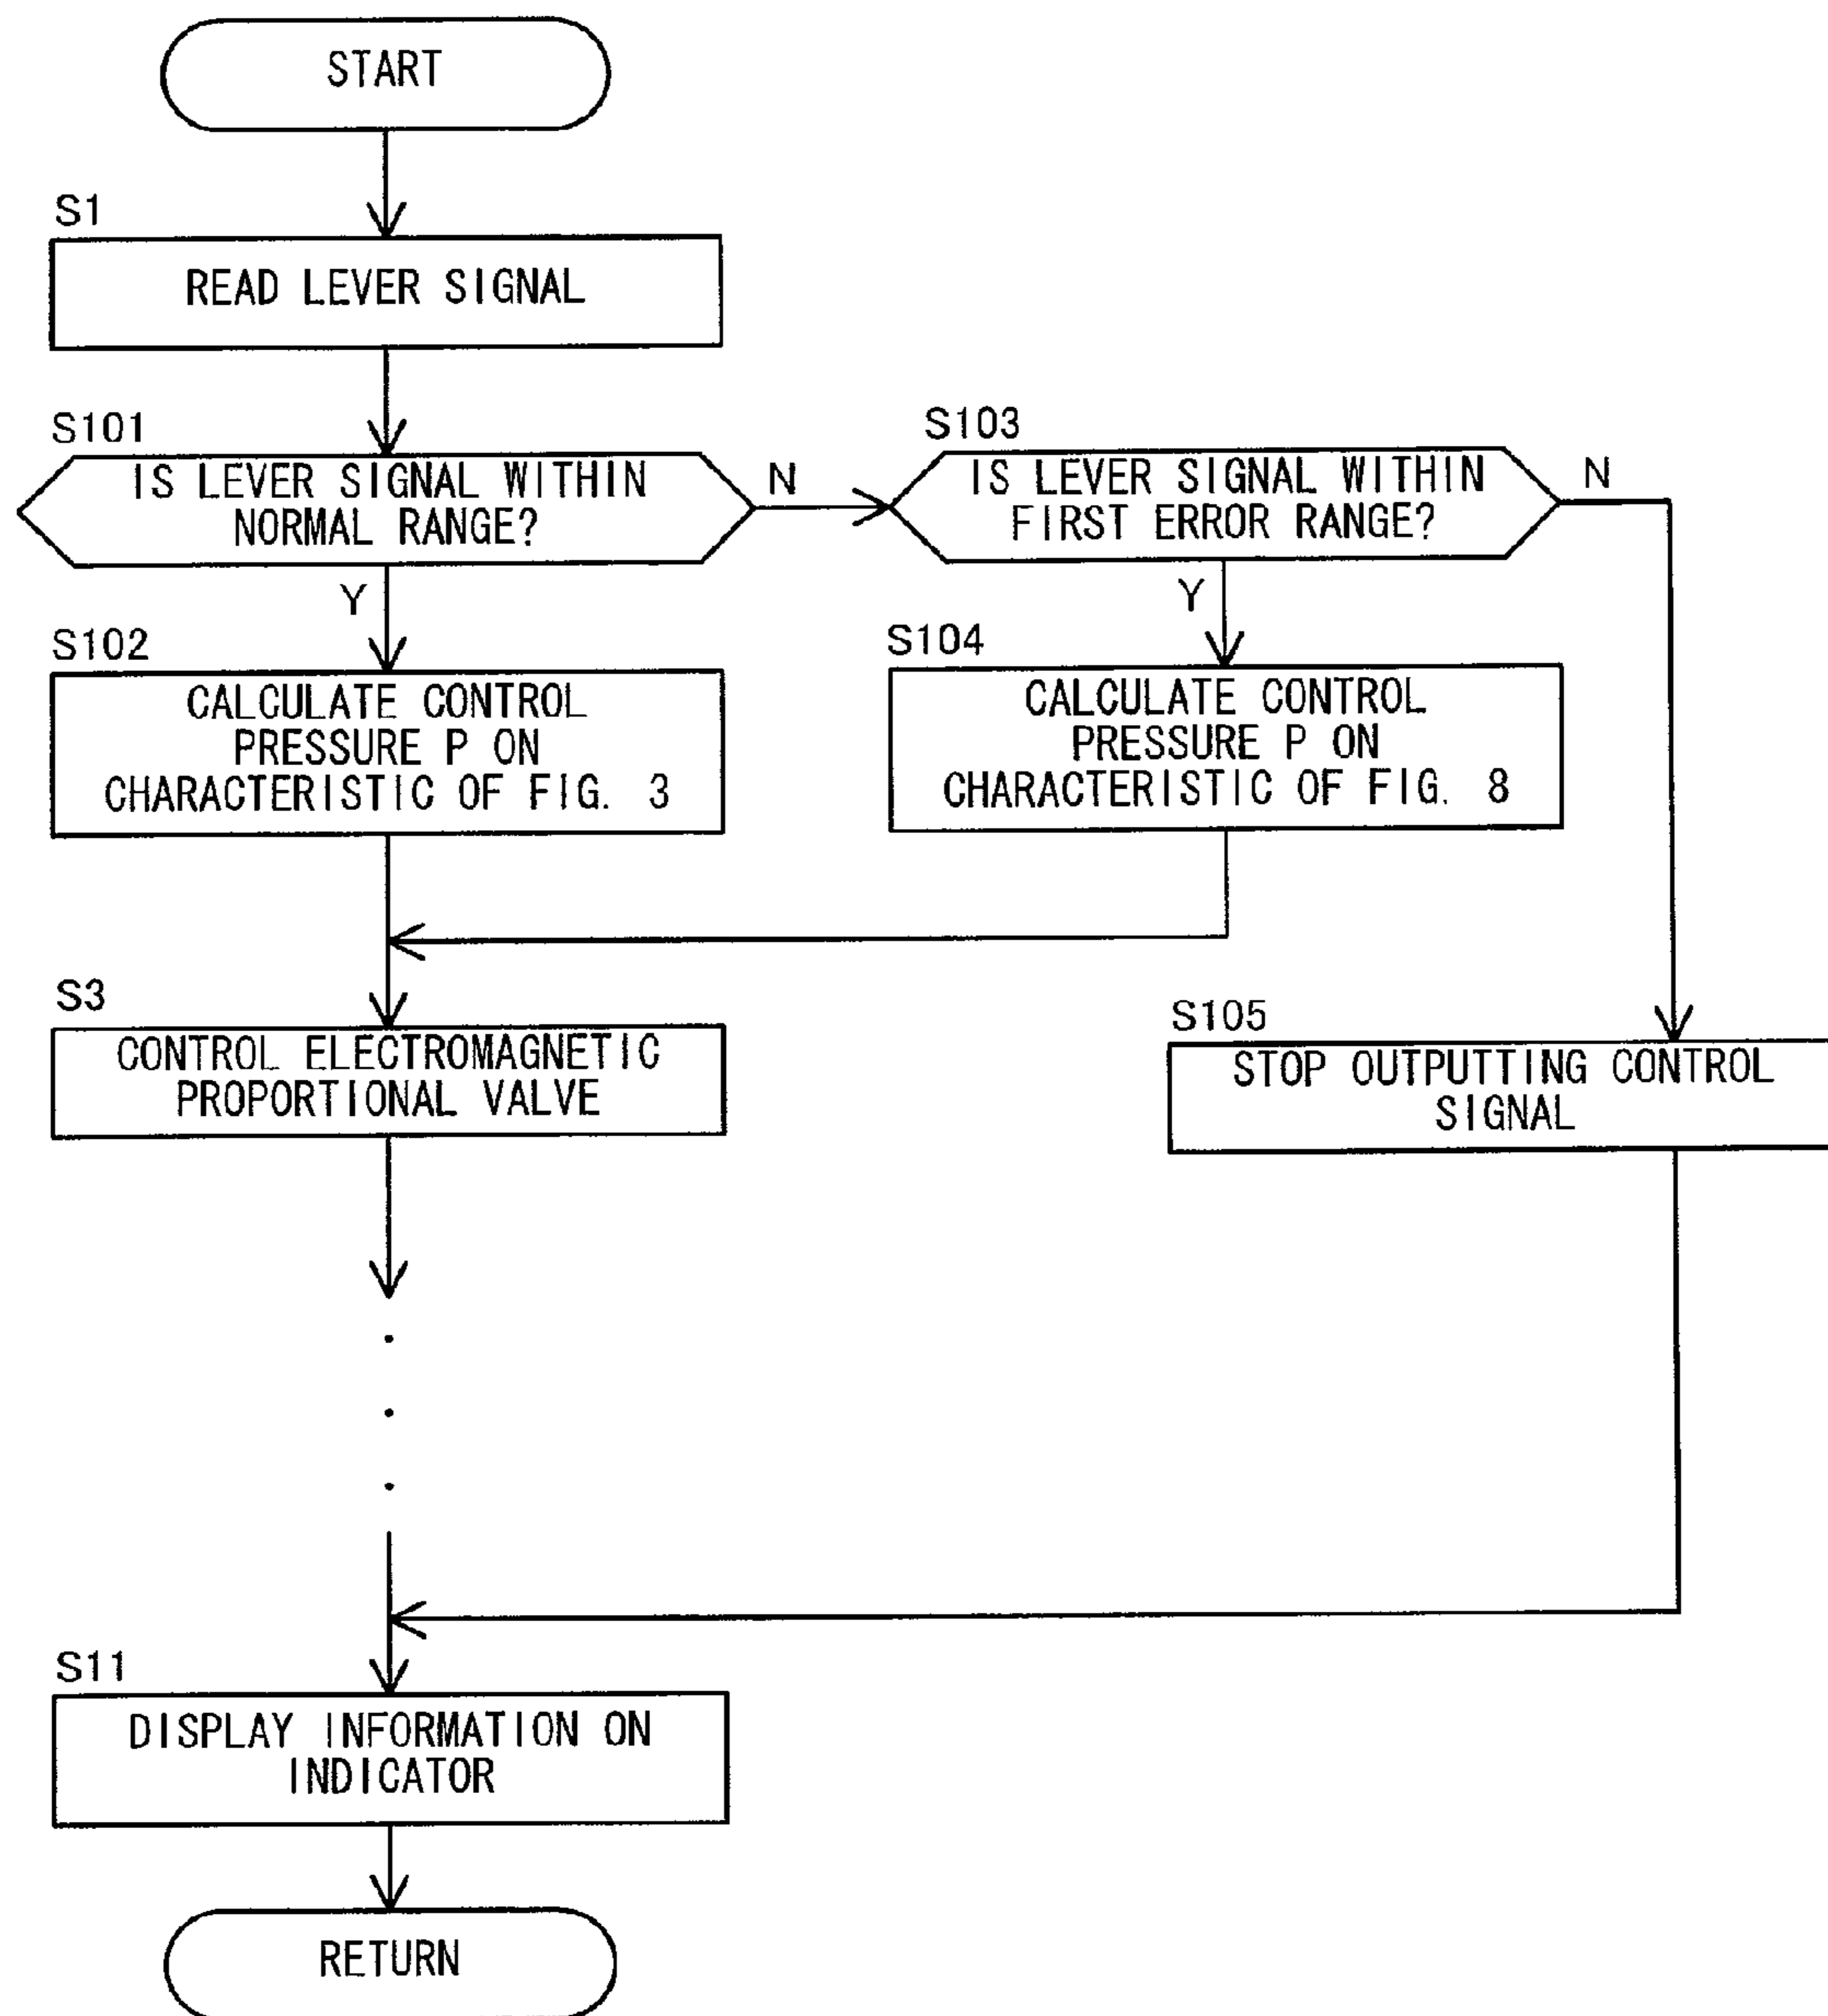 START
S1
READ LEVER SIGNAL
S101
IS LEVER SIGNAL WITHIN
NORMAL RANGE?
N
Y
S103
IS LEVER SIGNAL WITHIN
FIRST ERROR RANGE?
N
Y
S102
CALCULATE CONTROL
PRESSURE P ON
CHARACTERISTIC OF FIG. 3
S104
CALCULATE CONTROL
PRESSURE P ON
CHARACTERISTIC OF FIG. 8
S3
CONTROL ELECTROMAGNETIC
PROPORTIONAL VALVE
S105
STOP OUTPUTTING CONTROL
SIGNAL
S11
DISPLAY INFORMATION ON
INDICATOR
RETURN